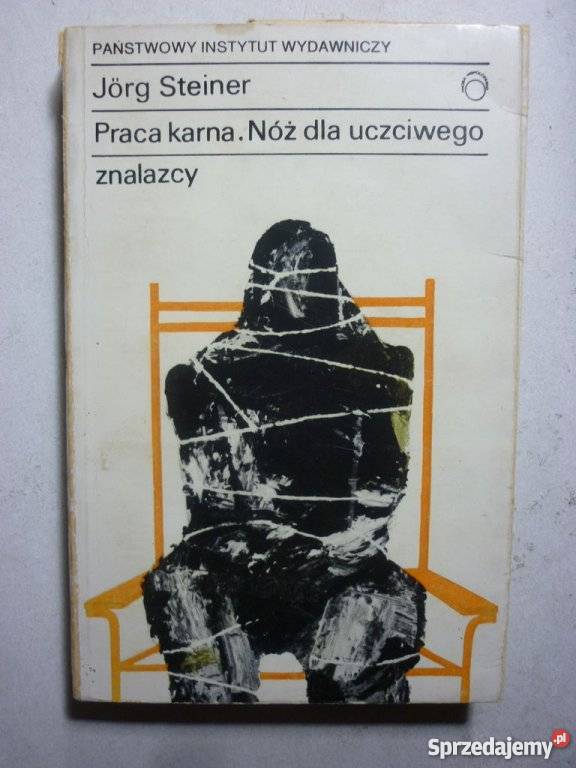 PAŃSTWOWY INSTYTUT WYDAWNICZY
Jörg Steiner
Praca karna. Nóż dla uczciwego
znalazcy
Sprzedajemy.pl